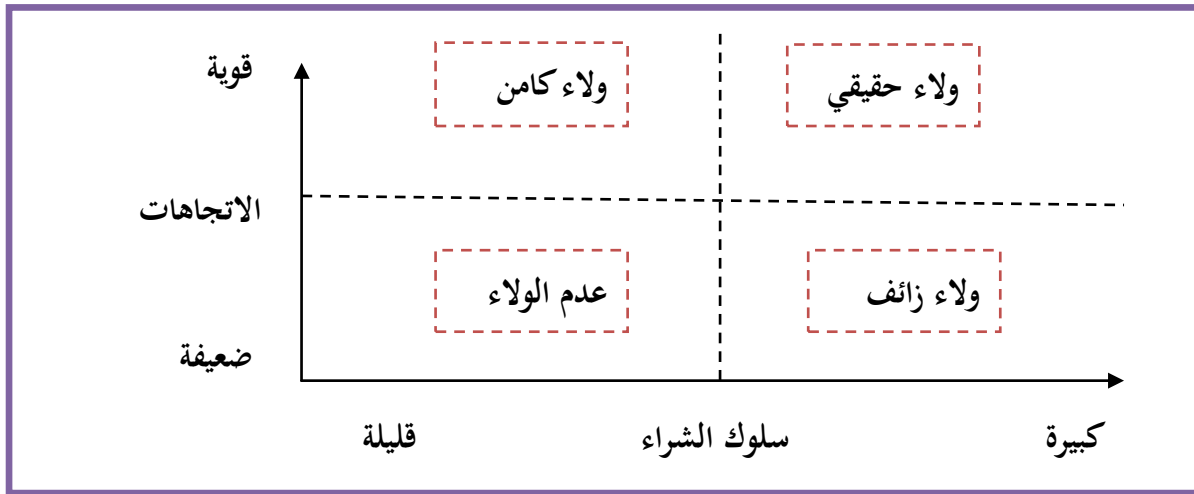 قوية
ولاء حقيقي
ولاء كامن
الاتجاهات
ولاء زائف
عدم الولاء
ضعيفة
كبيرة
سلوك الشراء
قليلة